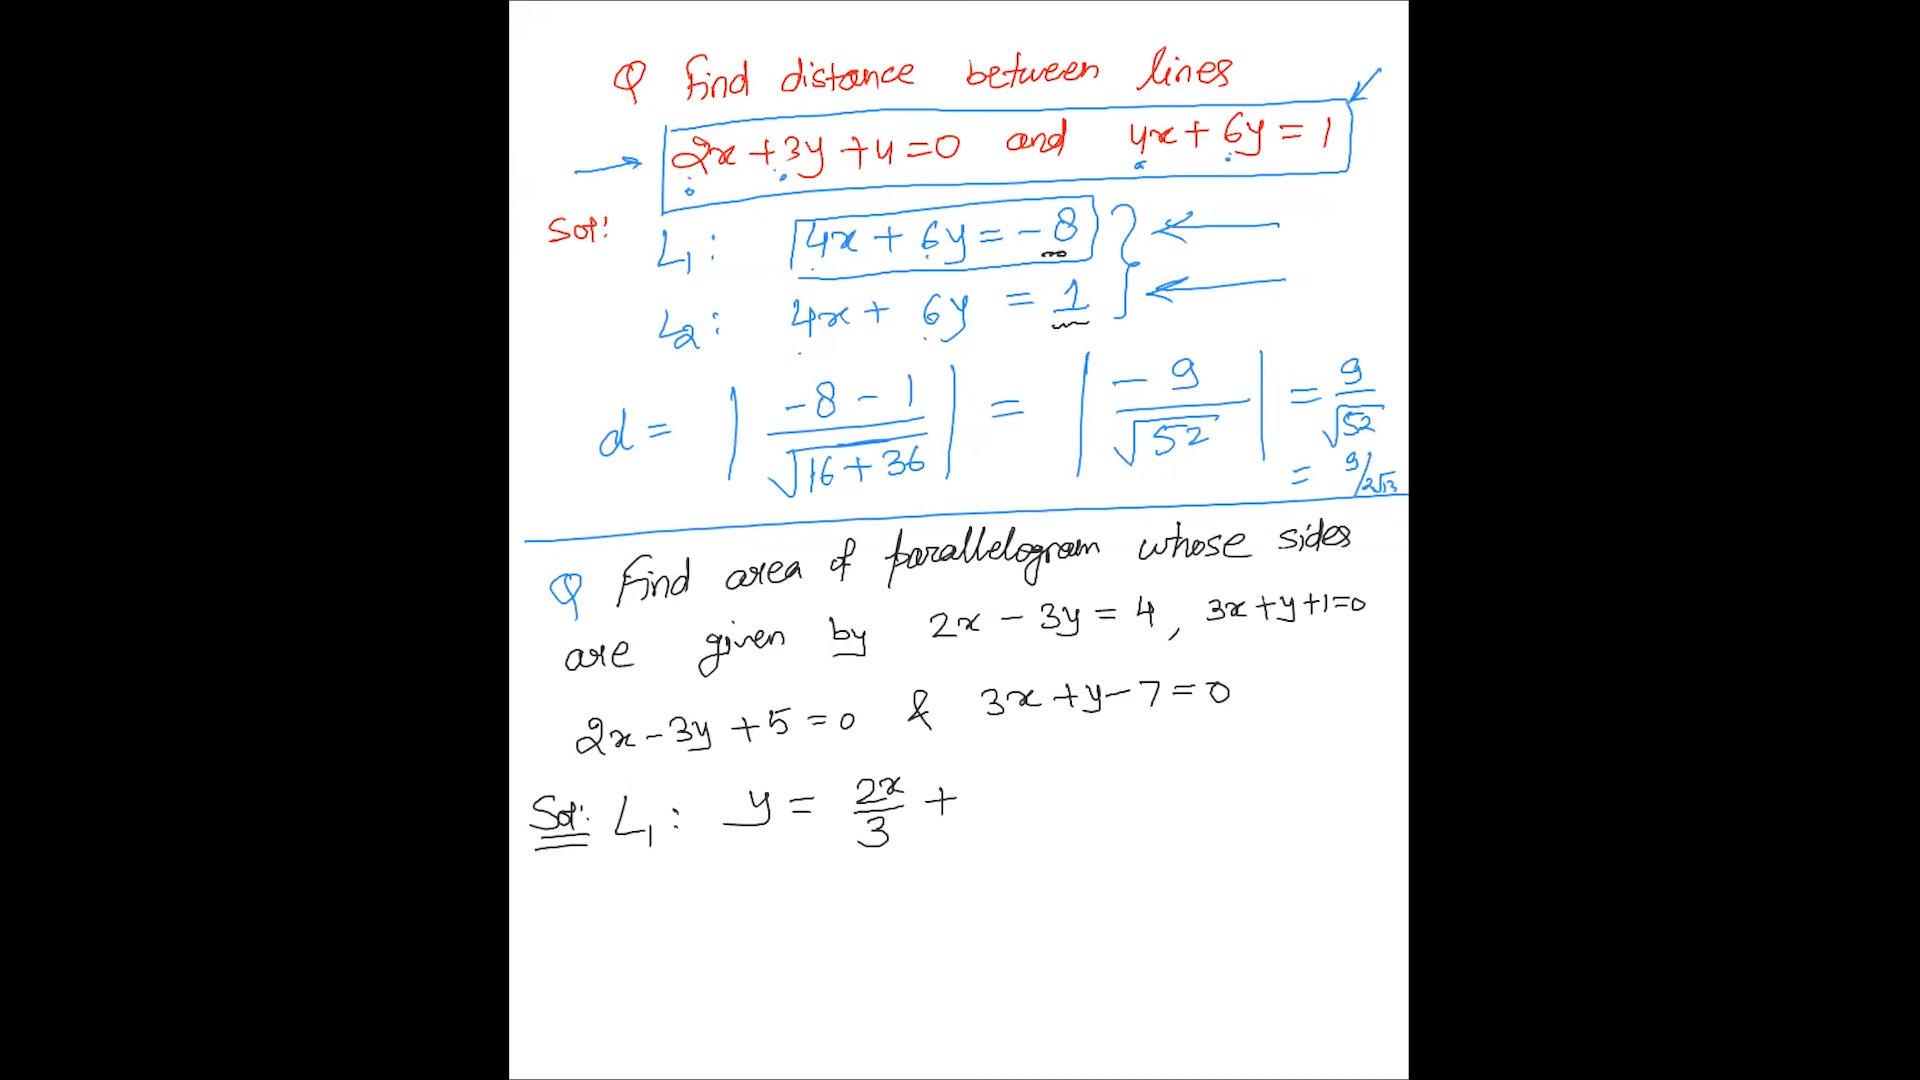 Q Find distance between lines
2x + 3y + 4 = 0 and 4x + 6y = 1
Sol:
L₁: 4x + 6y = -8
L₂: 4x + 6y = 1
d = | (-8 - 1)/√(16 + 36) | = | -9/√52 | = 9/√52
= 9/2√13
Q Find area of parallelogram whose sides
are given by 2x - 3y = 4, 3x + y + 1 = 0
2x - 3y + 5 = 0 & 3x + y - 7 = 0
Sol: L₁: y = 2x/3 +